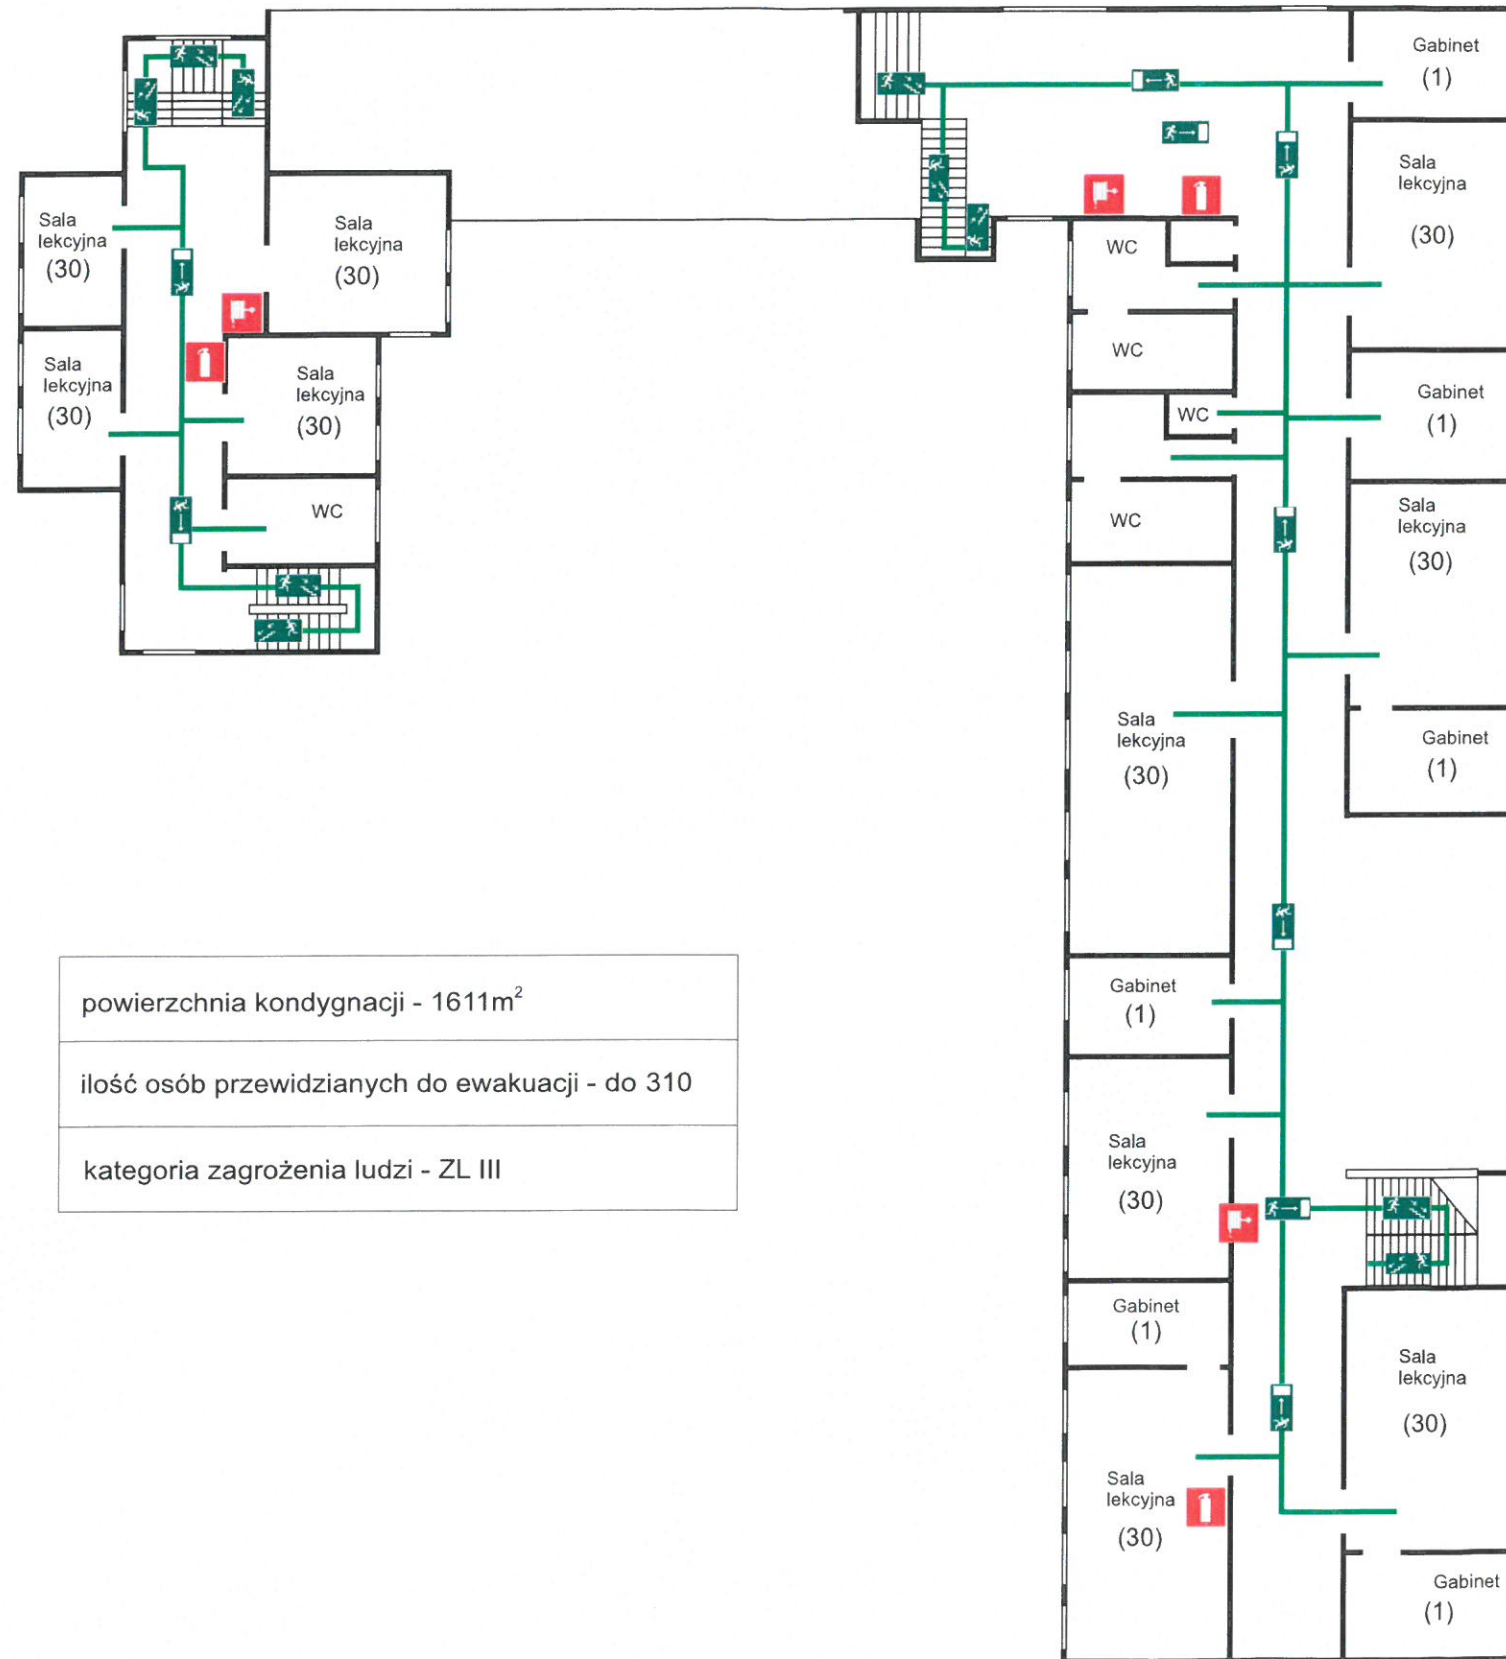 Gabinet
(1)
Sala
lekcyjna
(30)
Sala
lekcyjna
(30)
Sala
lekcyjna
(30)
WC
WC
Sala
lekcyjna
(30)
Sala
lekcyjna
(30)
Gabinet
(1)
WC
WC
Sala
lekcyjna
(30)
WC
Sala
lekcyjna
(30)
Gabinet
(1)
powierzchnia kondygnacji - 1611m²
ilość osób przewidzianych do ewakuacji - do 310
kategoria zagrożenia ludzi - ZL III
Gabinet
(1)
Sala
lekcyjna
(30)
Gabinet
(1)
Sala
lekcyjna
(30)
Sala
lekcyjna
(30)
Gabinet
(1)